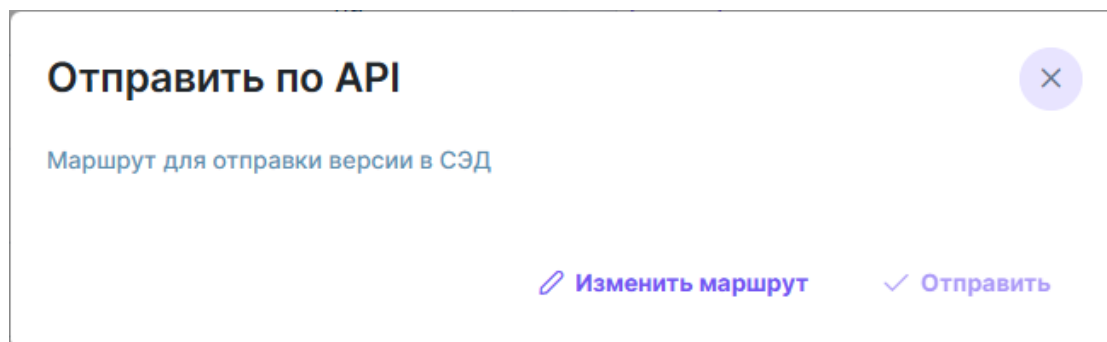 Отправить по API
Маршрут для отправки версии в СЭД
Изменить маршрут
Отправить